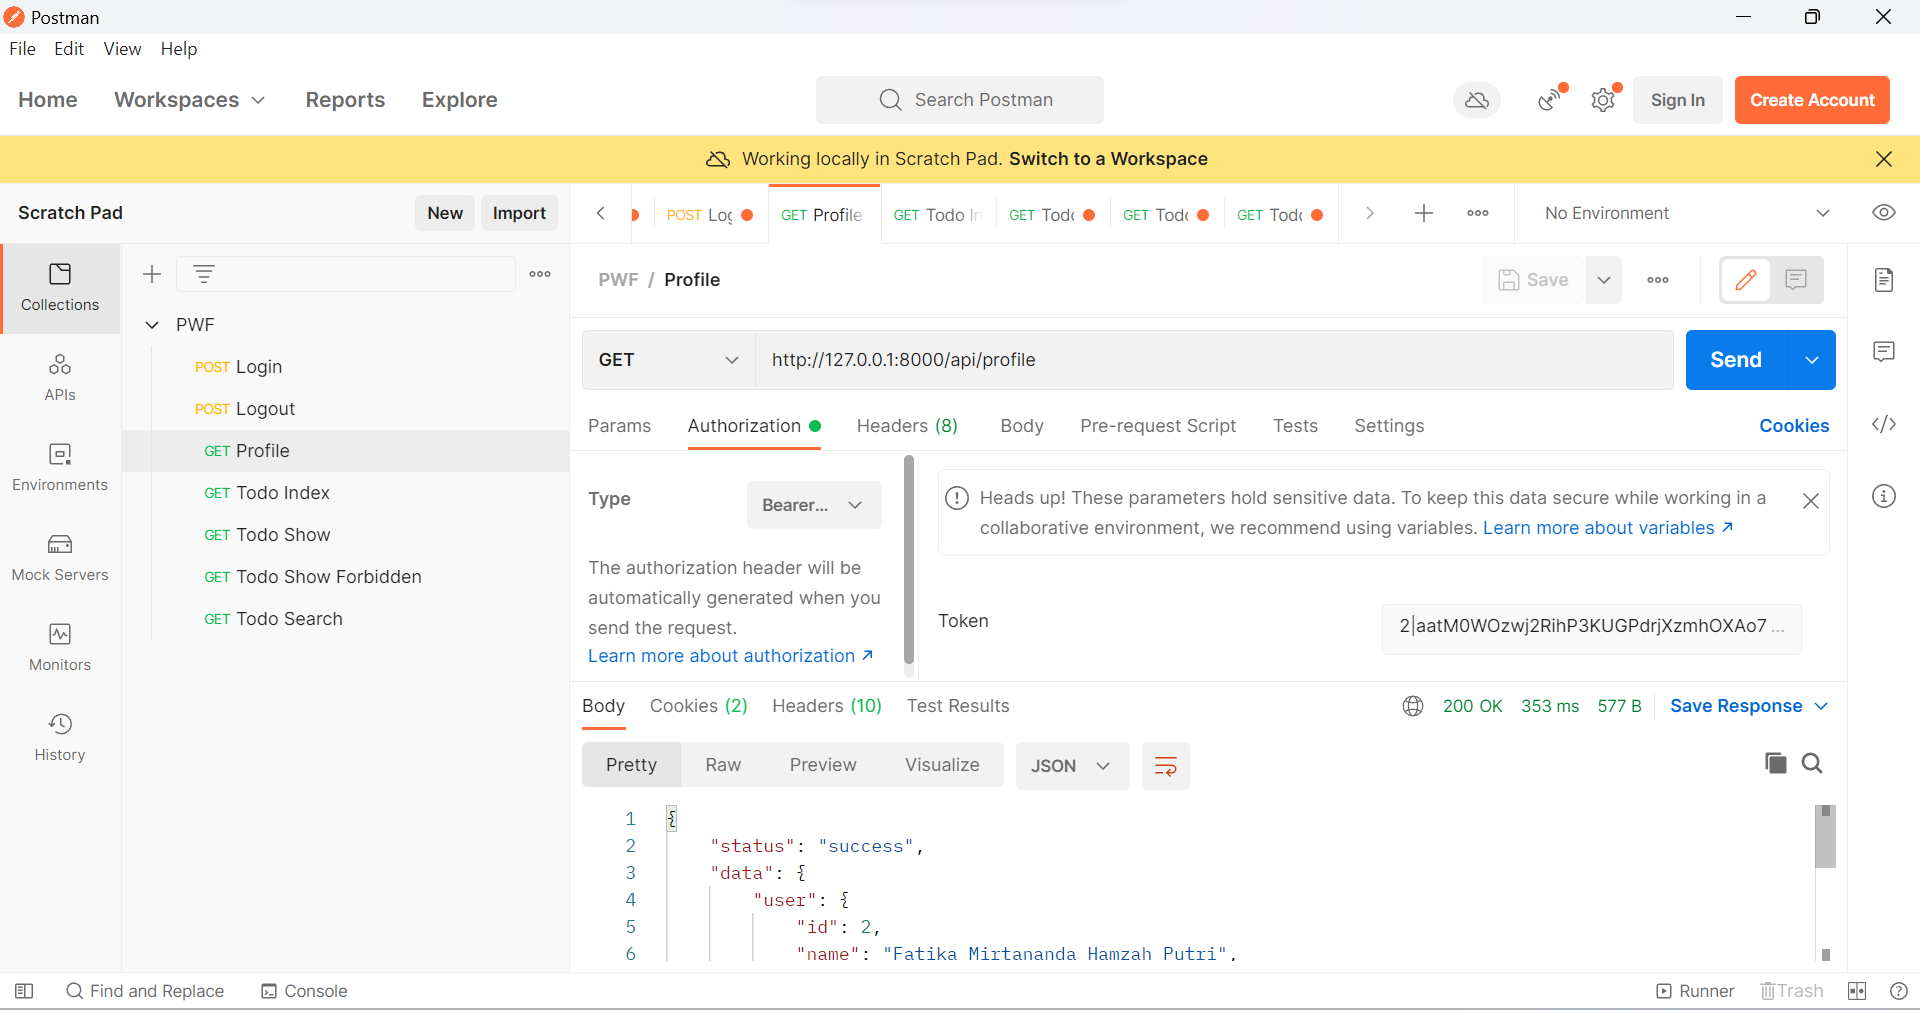 Postman
File Edit View Help
Home Workspaces Reports Explore Search Postman Sign In Create Account
Working locally in Scratch Pad. Switch to a Workspace
Scratch Pad New Import
POST Log GET Profile GET Todo In GET Todo GET Todo GET Todo No Environment
Collections
APIs
Environments
Mock Servers
Monitors
History
PWF
POST Login
POST Logout
GET Profile
GET Todo Index
GET Todo Show
GET Todo Show Forbidden
GET Todo Search
PWF / Profile Save
GET http://127.0.0.1:8000/api/profile Send
Params Authorization Headers (8) Body Pre-request Script Tests Settings Cookies
Type Bearer...
The authorization header will be
automatically generated when you
send the request.
Learn more about authorization
Heads up! These parameters hold sensitive data. To keep this data secure while working in a
collaborative environment, we recommend using variables. Learn more about variables
Token 2|aatM0WOzwj2RihP3KUGPdrjXzmhOXAo7 ...
Body Cookies (2) Headers (10) Test Results 200 OK 353 ms 577 B Save Response
Pretty Raw Preview Visualize JSON
1 {
2 "status": "success",
3 "data": {
4 "user": {
5 "id": 2,
6 "name": "Fatika Mirtananda Hamzah Putri",
Find and Replace Console Runner Trash